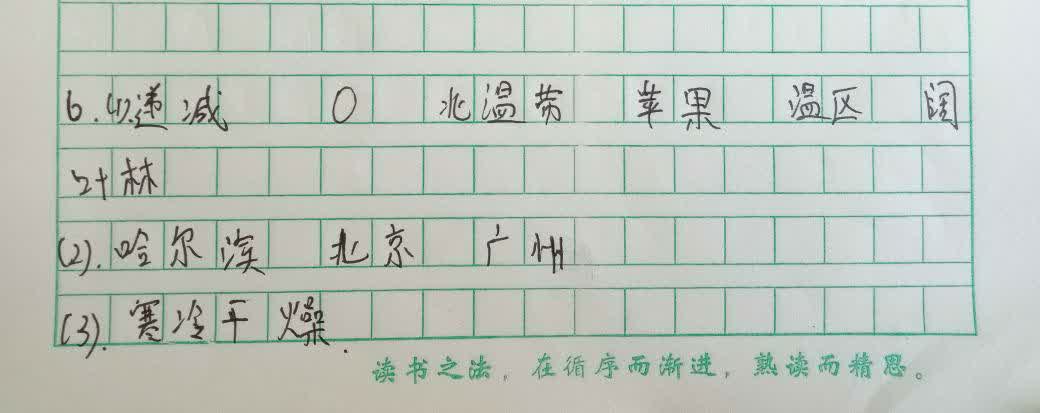 6.(1).递减 0 北温带 苹果 温区 阔
叶林
(2).哈尔滨 北京 广州
(3).寒冷干燥.
读书之法，在循序而渐进，熟读而精思。